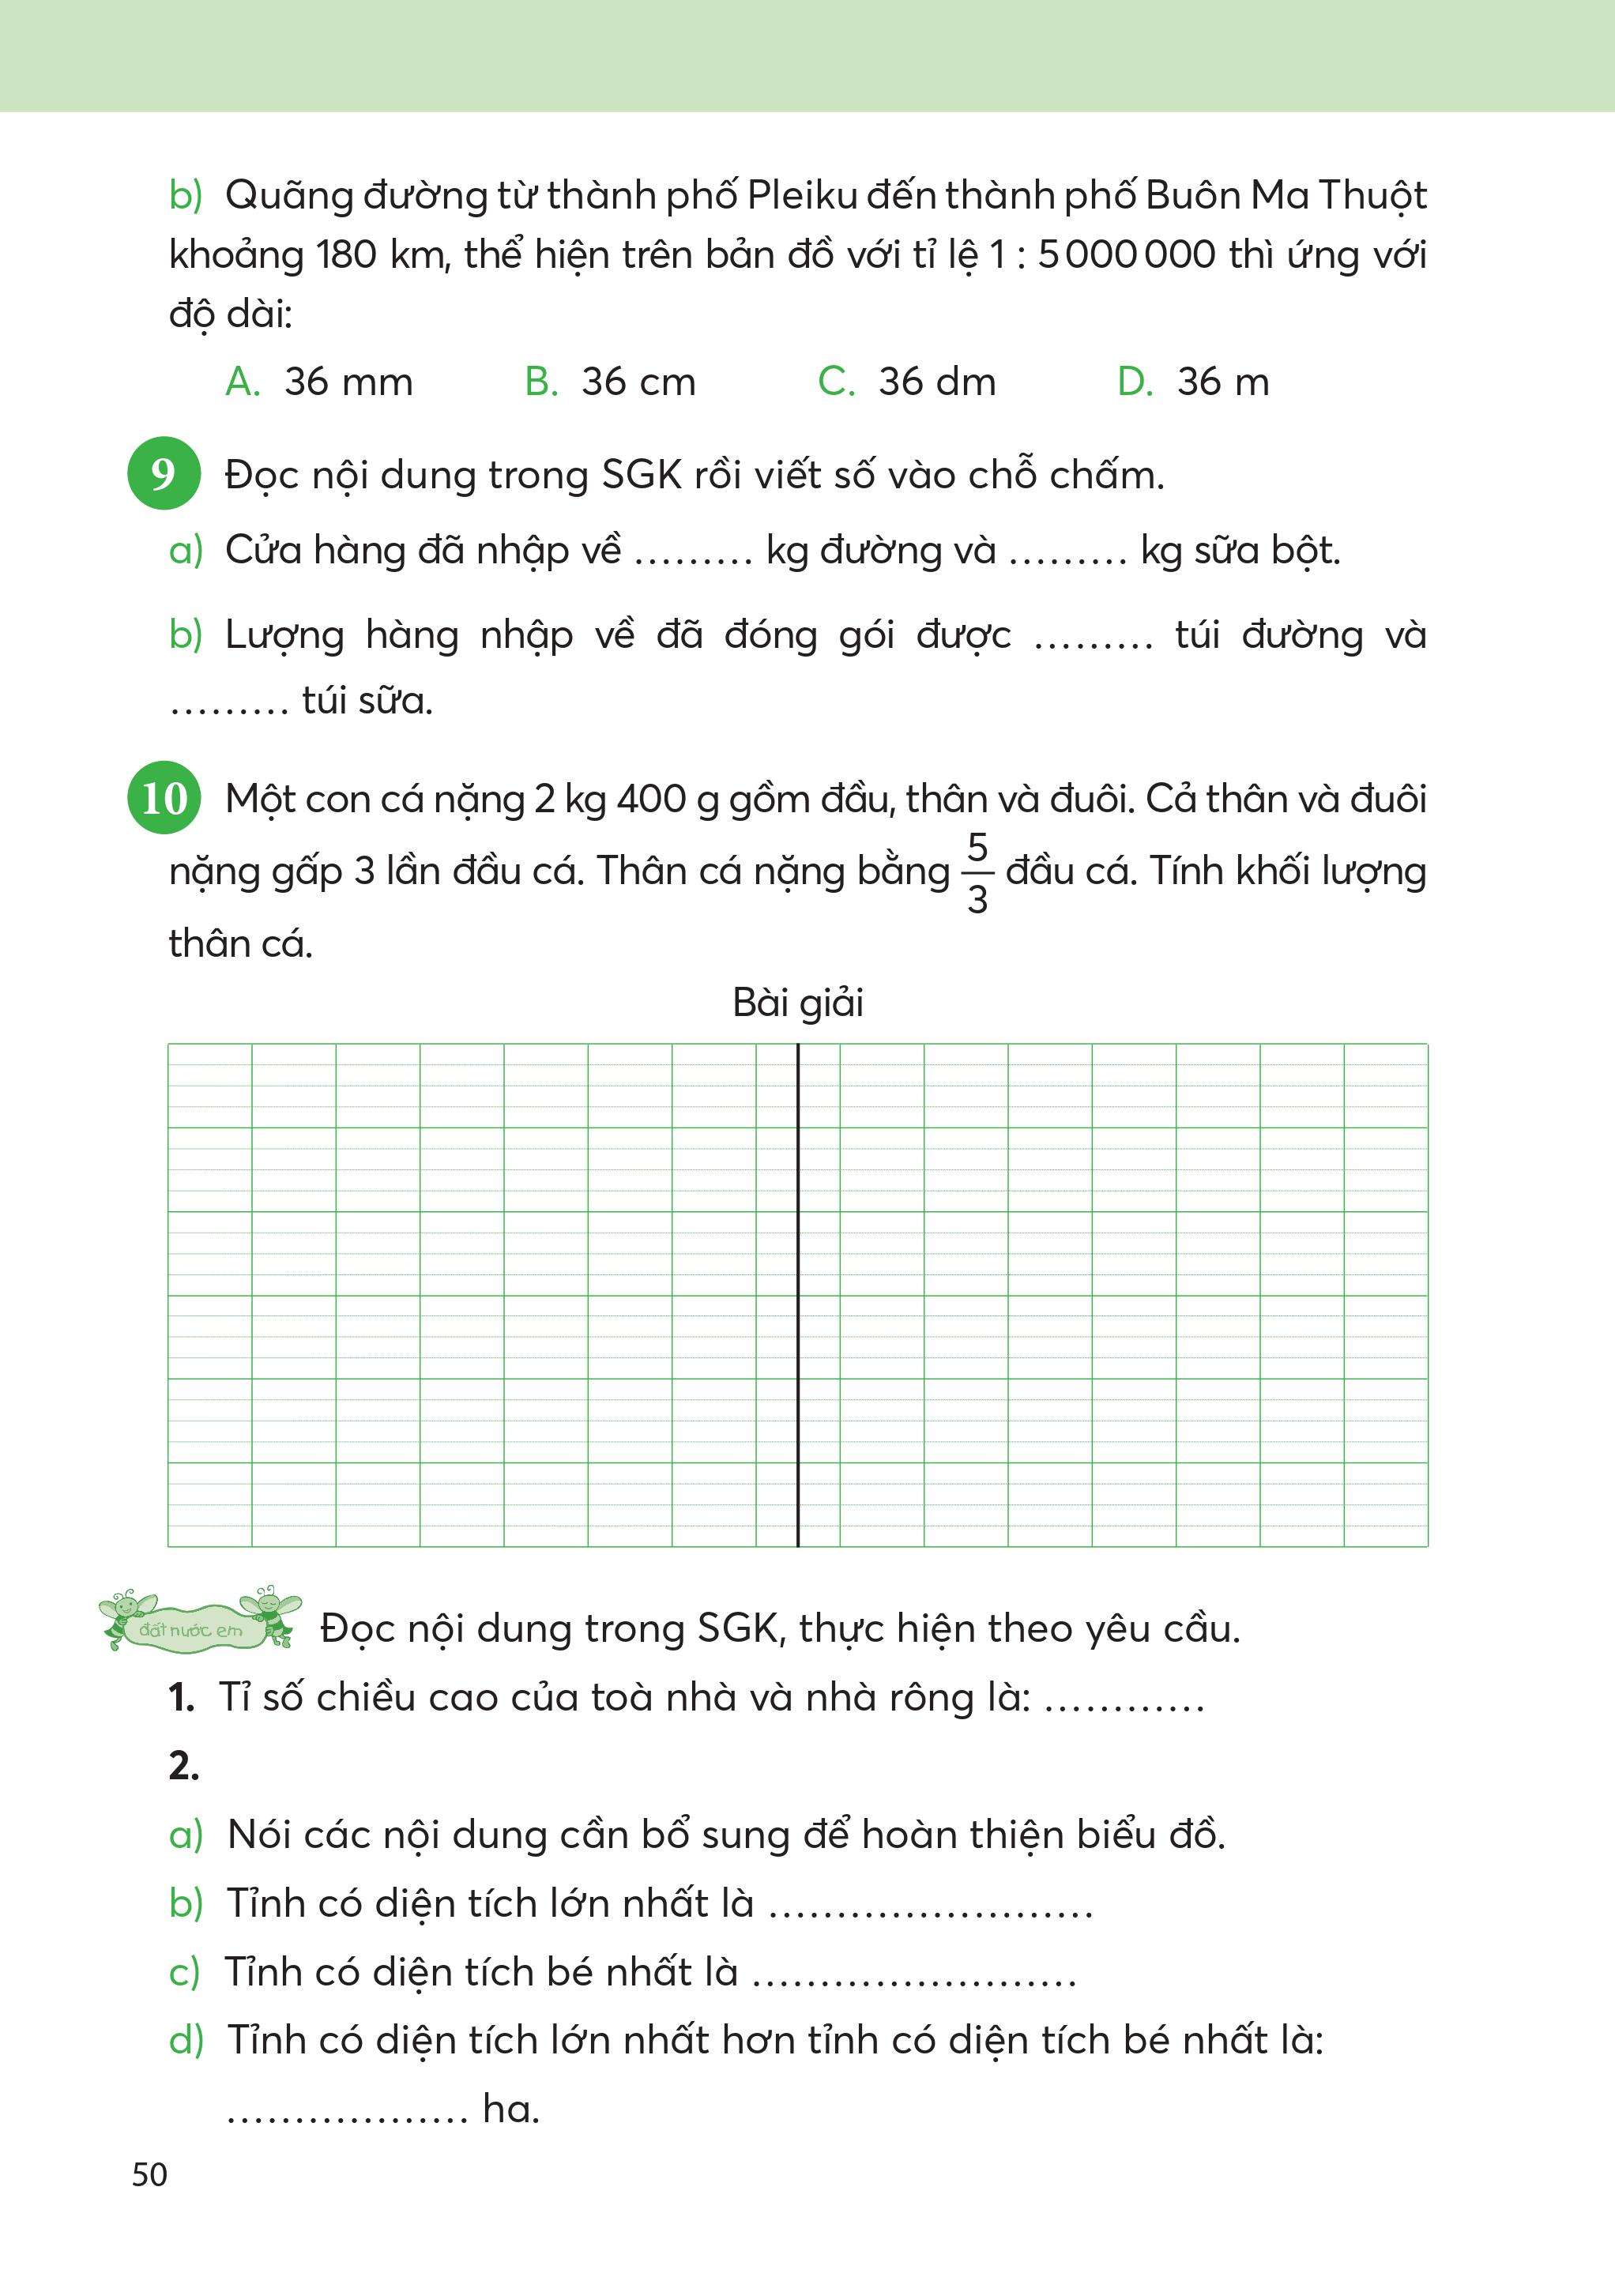 b) Quãng đường từ thành phố Pleiku đến thành phố Buôn Ma Thuột
khoảng 180 km, thể hiện trên bản đồ với tỉ lệ 1 : 5 000 000 thì ứng với
độ dài:
A. 36 mm B. 36 cm C. 36 dm D. 36 m
9 Đọc nội dung trong SGK rồi viết số vào chỗ chấm.
a) Cửa hàng đã nhập về ......... kg đường và ......... kg sữa bột.
b) Lượng hàng nhập về đã đóng gói được ......... túi đường và
......... túi sữa.
10 Một con cá nặng 2 kg 400 g gồm đầu, thân và đuôi. Cả thân và đuôi
nặng gấp 3 lần đầu cá. Thân cá nặng bằng 5/3 đầu cá. Tính khối lượng
thân cá.
Bài giải
đất nước em Đọc nội dung trong SGK, thực hiện theo yêu cầu.
1. Tỉ số chiều cao của toà nhà và nhà rông là: ............
2.
a) Nói các nội dung cần bổ sung để hoàn thiện biểu đồ.
b) Tỉnh có diện tích lớn nhất là ........................
c) Tỉnh có diện tích bé nhất là ........................
d) Tỉnh có diện tích lớn nhất hơn tỉnh có diện tích bé nhất là:
.................. ha.
50